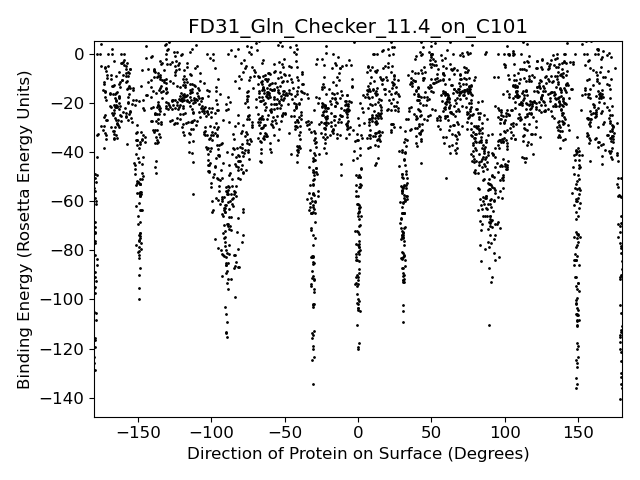 FD31_Gln_Checker_11.4_on_C101
Binding Energy (Rosetta Energy Units)
0
−20
−40
−60
−80
−100
−120
−140
−150 −100 −50 0 50 100 150
Direction of Protein on Surface (Degrees)